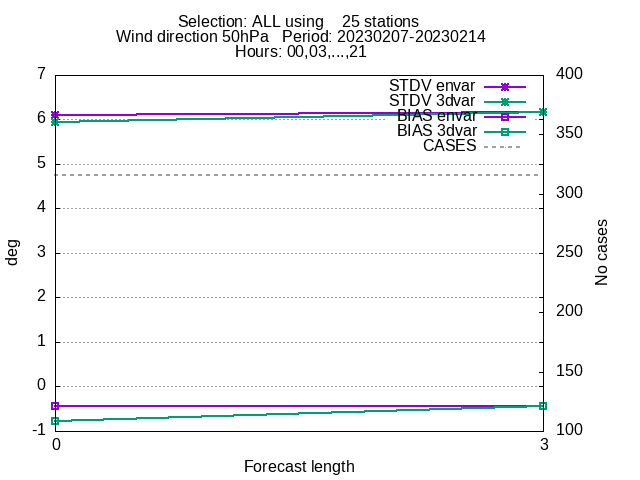 Selection: ALL using    25 stations
Wind direction 50hPa   Period: 20230207-20230214
Hours: 00,03,...,21
7
6
5
4
3
2
1
0
-1
400
350
300
250
200
150
100
STDV envar
STDV 3dvar
BIAS envar
BIAS 3dvar
CASES
deg
No cases
0
3
Forecast length